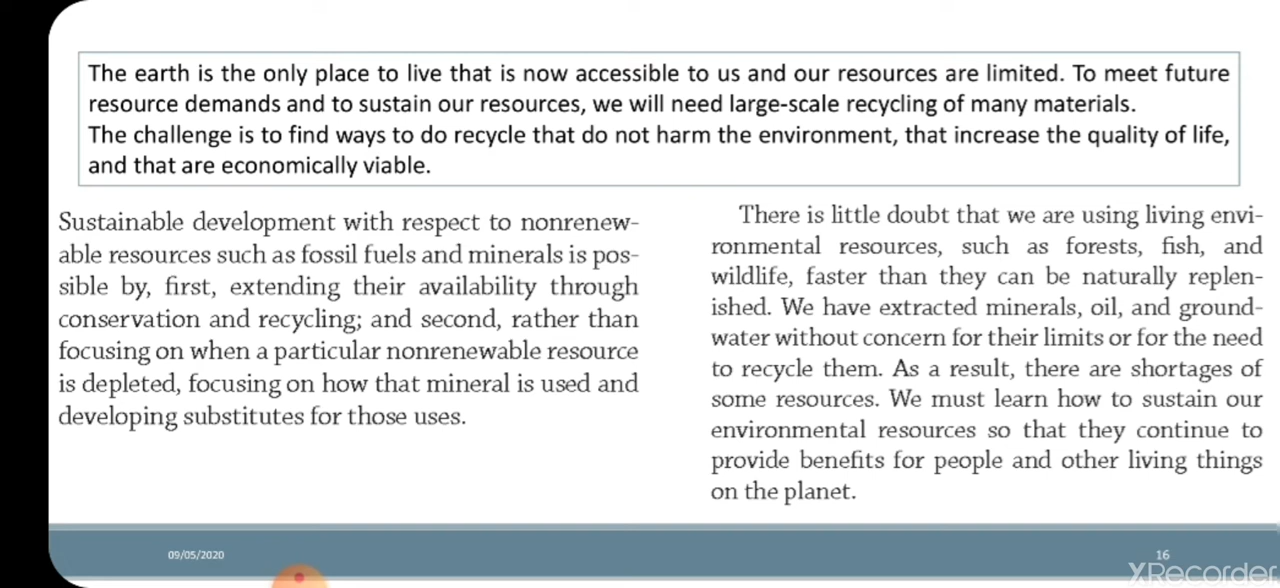 The earth is the only place to live that is now accessible to us and our resources are limited. To meet future
resource demands and to sustain our resources, we will need large-scale recycling of many materials.
The challenge is to find ways to do recycle that do not harm the environment, that increase the quality of life,
and that are economically viable.
Sustainable development with respect to nonrenew-
able resources such as fossil fuels and minerals is pos-
sible by, first, extending their availability through
conservation and recycling; and second, rather than
focusing on when a particular nonrenewable resource
is depleted, focusing on how that mineral is used and
developing substitutes for those uses.
There is little doubt that we are using living envi-
ronmental resources, such as forests, fish, and
wildlife, faster than they can be naturally replen-
ished. We have extracted minerals, oil, and ground-
water without concern for their limits or for the need
to recycle them. As a result, there are shortages of
some resources. We must learn how to sustain our
environmental resources so that they continue to
provide benefits for people and other living things
on the planet.
09/05/2020
16
XRecorder